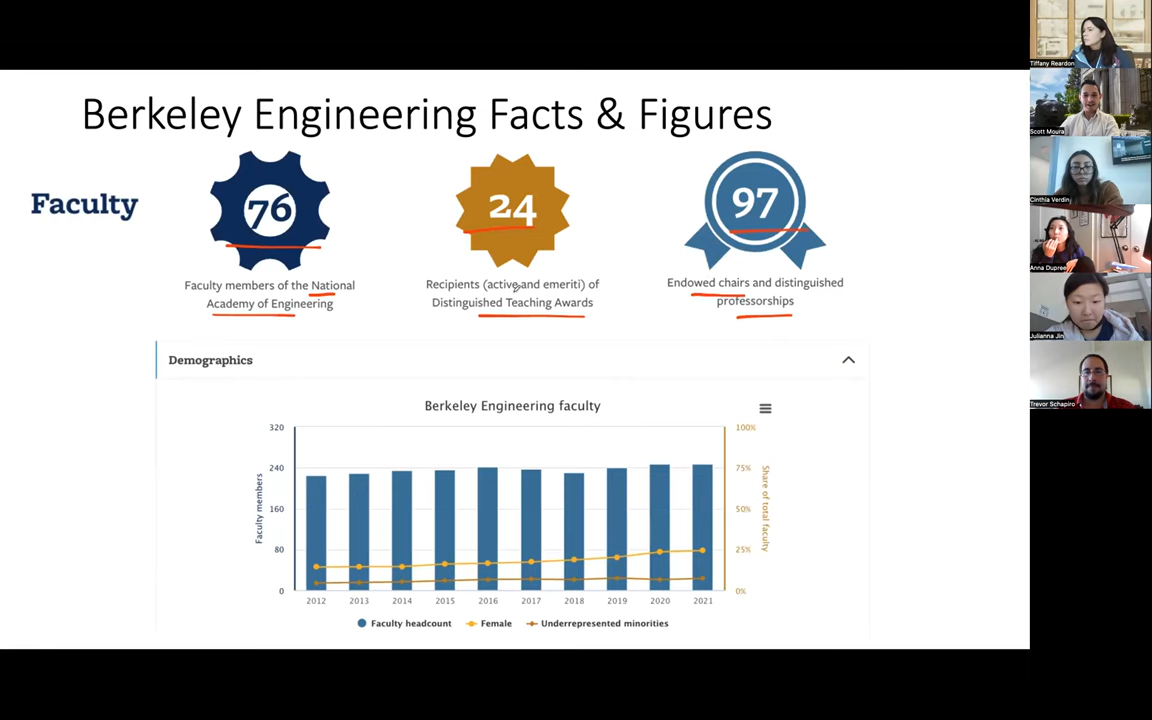 Berkeley Engineering Facts & Figures
Faculty
76
24
97
Faculty members of the National
Academy of Engineering
Recipients (active and emeriti) of
Distinguished Teaching Awards
Endowed chairs and distinguished
professorships
Demographics
Berkeley Engineering faculty
320
240
160
80
0
Faculty members
100%
75%
50%
25%
0%
Share of total faculty
2012 2013 2014 2015 2016 2017 2018 2019 2020 2021
Faculty headcount Female Underrepresented minorities
Tiffany Reardon
Scott Moura
Cinthia Verdin
Anna Dupree
Julianna Jin
Trevor Schapiro